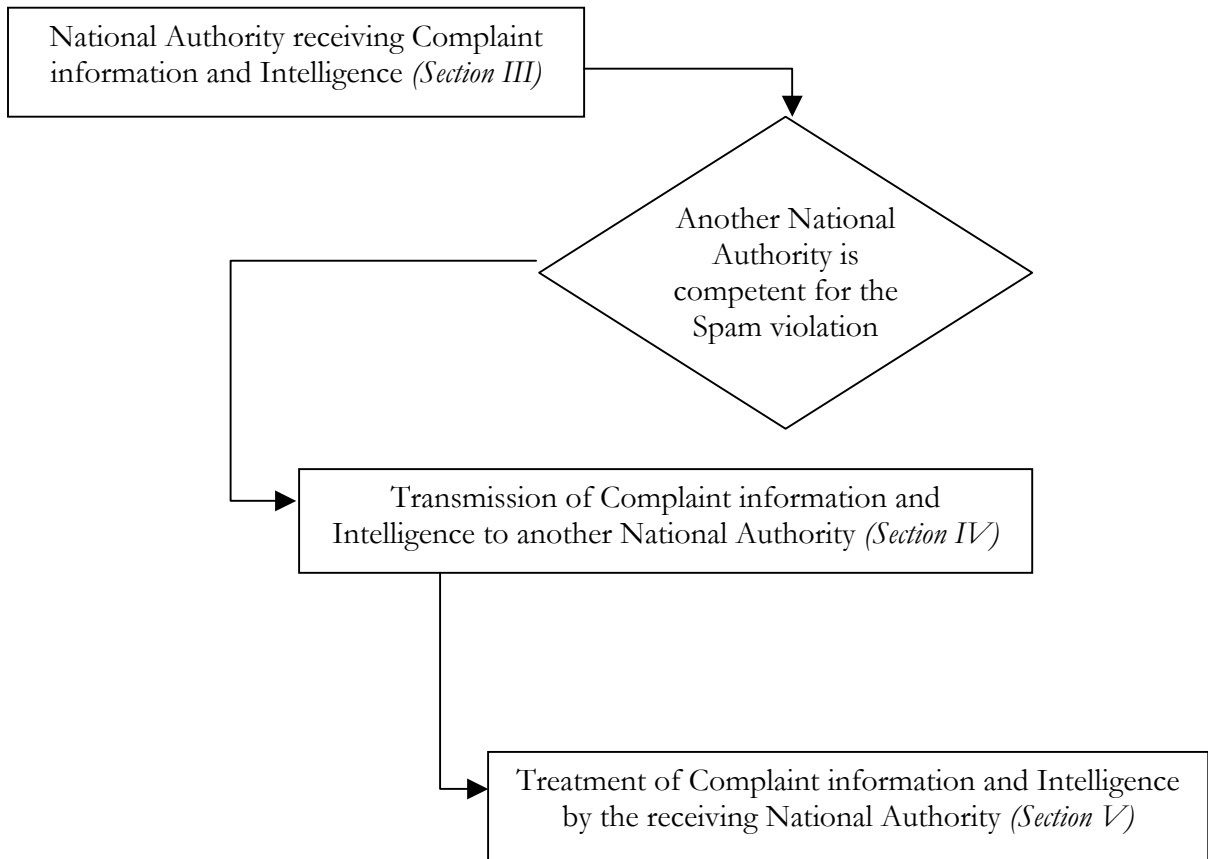 National Authority receiving Complaint
information and Intelligence (Section III)
Another National
Authority is
competent for the
Spam violation
Transmission of Complaint information and
Intelligence to another National Authority (Section IV)
Treatment of Complaint information and Intelligence
by the receiving National Authority (Section V)